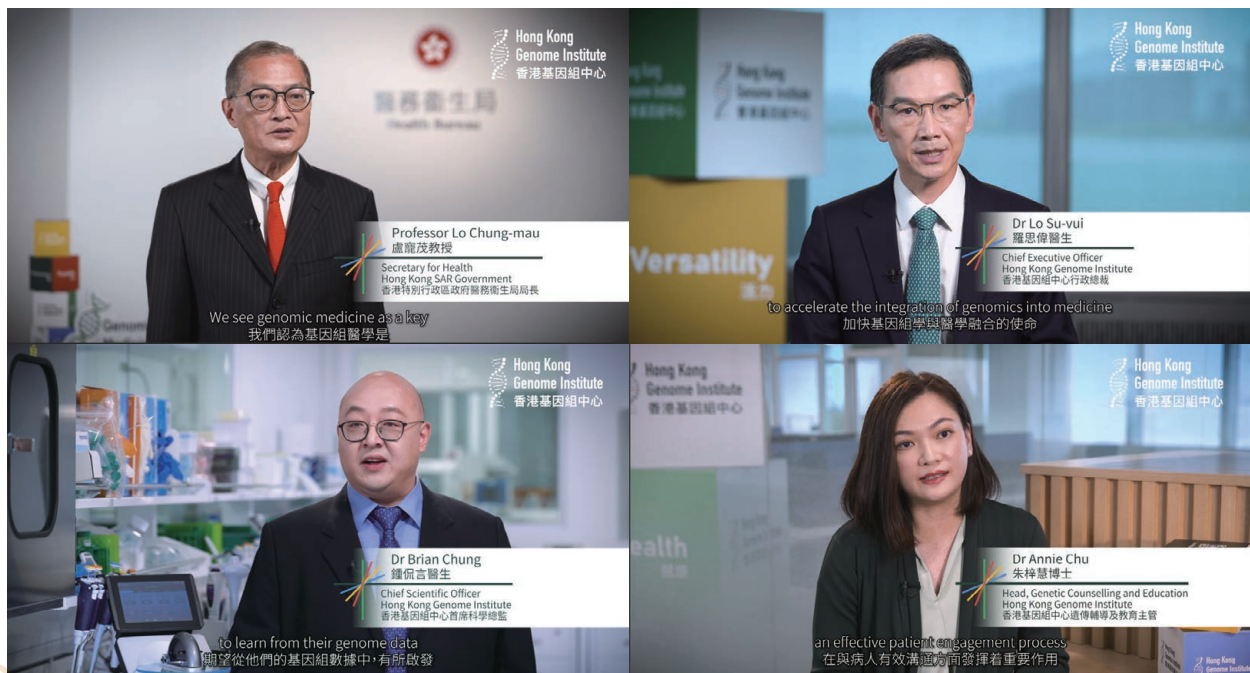 Hong Kong
Genome Institute
香港基因組中心
醫務衞生局
Health Bureau
Genomi
Professor Lo Chung-mau
盧寵茂教授
Secretary for Health
Hong Kong SAR Government
香港特別行政區政府醫務衞生局局長
We see genomic medicine as a key
我們認為基因組醫學是
Hong Kong
Genome Institute
香港基因組中心
Hong Kong
Genome Institute
香港基因組中心
Versatility
Dr Lo Su-vui
羅思偉醫生
Chief Executive Officer
Hong Kong Genome Institute
香港基因組中心行政總裁
to accelerate the integration of genomics into medicine
加快基因組學與醫學融合的使命
Hong Kong
Genome Institute
香港基因組中心
Dr Brian Chung
鍾侃言醫生
Chief Scientific Officer
Hong Kong Genome Institute
香港基因組中心首席科學總監
to learn from their genome data
期望從他們的基因組數據中，有所啟發
Hong Kong
Genome Institute
香港基因組中心
Hong Kong
Genome Institute
香港基因組中心
ealth
Dr Annie Chu
朱梓慧博士
Head, Genetic Counselling and Education
Hong Kong Genome Institute
香港基因組中心遺傳輔導及教育主管
an effective patient engagement process
在與病人有效溝通方面發揮着重要作用
Hong Kong
Genome Institute